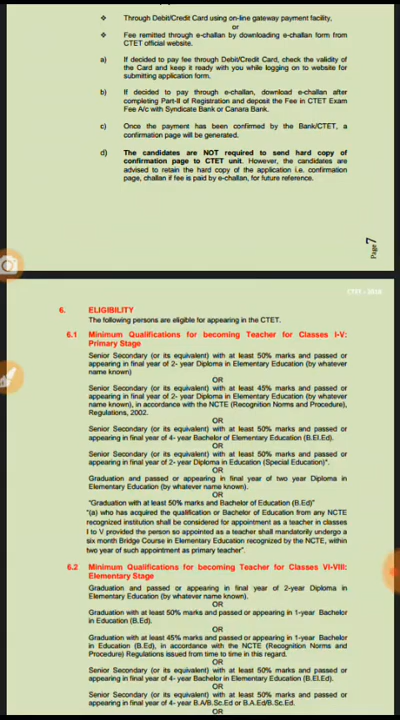 Through Debit/Credit Card using on-line gateway payment facility,
or
Fee remitted through e-challan by downloading e-challan form from
CTET official website.
a) If decided to pay fee through Debit/Credit Card, check the validity of
the Card and keep it ready with you while logging on to website for
submitting application form.
b) If decided to pay through e-challan, download e-challan after
completing Part-II of Registration and deposit the Fee in CTET Exam
Fee A/c with Syndicate Bank or Canara Bank.
c) Once the payment has been confirmed by the Bank/CTET, a
confirmation page will be generated.
d) The candidates are NOT required to send hard copy of
confirmation page to CTET unit. However, the candidates are
advised to retain the hard copy of the application i.e. confirmation
page, challan if fee is paid by e-challan, for future reference.
Page 7
6. ELIGIBILITY
The following persons are eligible for appearing in the CTET.
6.1 Minimum Qualifications for becoming Teacher for Classes I-V:
Primary Stage
Senior Secondary (or its equivalent) with at least 50% marks and passed or
appearing in final year of 2- year Diploma in Elementary Education (by whatever
name known)
OR
Senior Secondary (or its equivalent) with at least 45% marks and passed or
appearing in final year of 2- year Diploma in Elementary Education (by whatever
name known), in accordance with the NCTE (Recognition Norms and Procedure),
Regulations, 2002.
OR
Senior Secondary (or its equivalent) with at least 50% marks and passed or
appearing in final year of 4- year Bachelor of Elementary Education (B.El.Ed).
OR
Senior Secondary (or its equivalent) with at least 50% marks and passed or
appearing in final year of 2- year Diploma in Education (Special Education)".
OR
Graduation and passed or appearing in final year of two year Diploma in
Elementary Education (by whatever name known).
OR
"Graduation with at least 50% marks and Bachelor of Education (B.Ed)"
"(a) who has acquired the qualification or Bachelor of Education from any NCTE
recognized institution shall be considered for appointment as a teacher in classes
I to V provided the person so appointed as a teacher shall mandatorily undergo a
six month Bridge Course in Elementary Education recognized by the NCTE, within
two year of such appointment as primary teacher".
6.2 Minimum Qualifications for becoming Teacher for Classes VI-VIII:
Elementary Stage
Graduation and passed or appearing in final year of 2-year Diploma in
Elementary Education (by whatever name known).
OR
Graduation with at least 50% marks and passed or appearing in 1-year Bachelor
in Education (B.Ed).
OR
Graduation with at least 45% marks and passed or appearing in 1-year Bachelor
in Education (B.Ed), in accordance with the NCTE (Recognition Norms and
Procedure) Regulations issued from time to time in this regard.
OR
Senior Secondary (or its equivalent) with at least 50% marks and passed or
appearing in final year of 4- year Bachelor of Elementary Education (B.El.Ed).
OR
Senior Secondary (or its equivalent) with at least 50% marks and passed or
appearing in final year of 4- year B.A/B.Sc.Ed or B.A.Ed/B.Sc.Ed.
OR